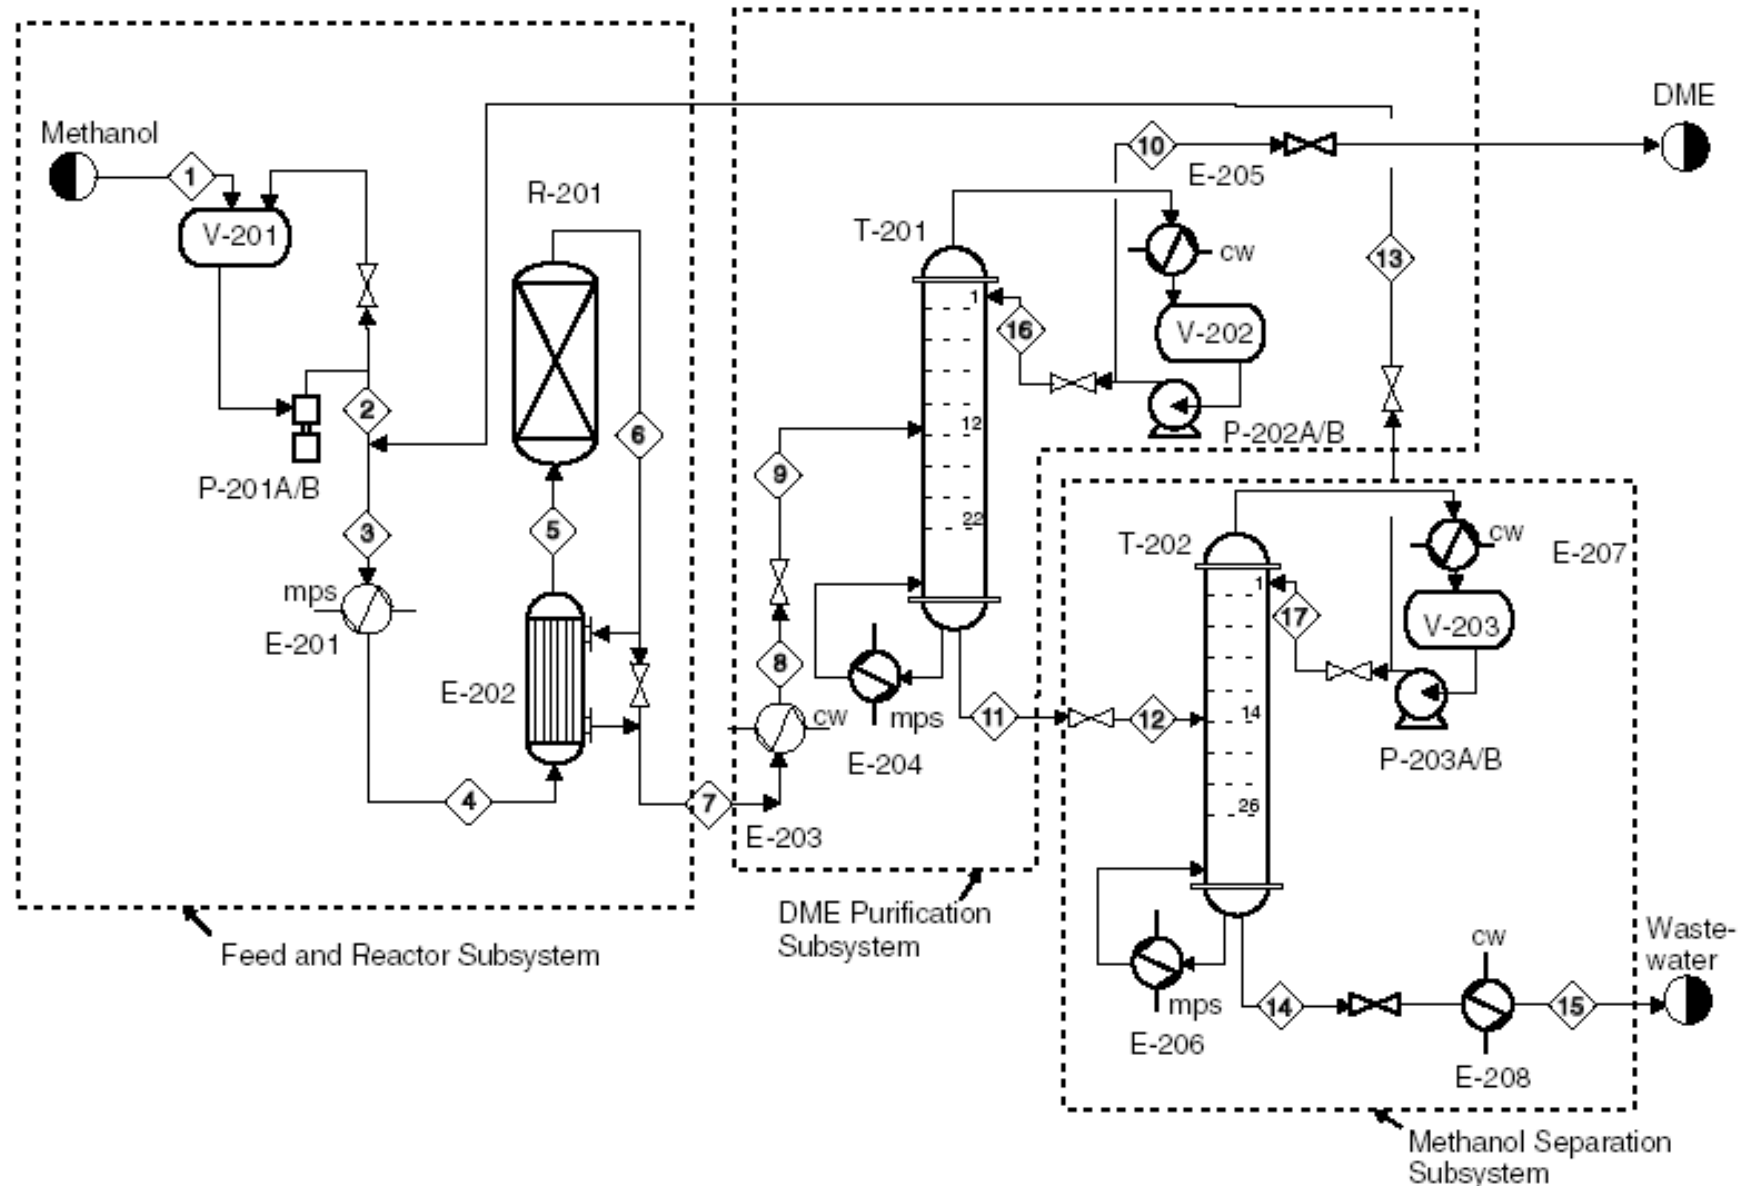 DME
Methanol
10
1
E-205
R-201
T-201
V-201
cw
13
1
16
V-202
2
12
P-202A/B
6
9
P-201A/B
22
3
5
T-202
cw
E-207
mps
1
17
V-203
E-201
8
E-202
mps
cw
11
12
14
E-204
P-203A/B
4
7
26
E-203
DME Purification
Subsystem
Feed and Reactor Subsystem
Waste-
water
cw
mps
14
15
E-206
E-208
Methanol Separation
Subsystem